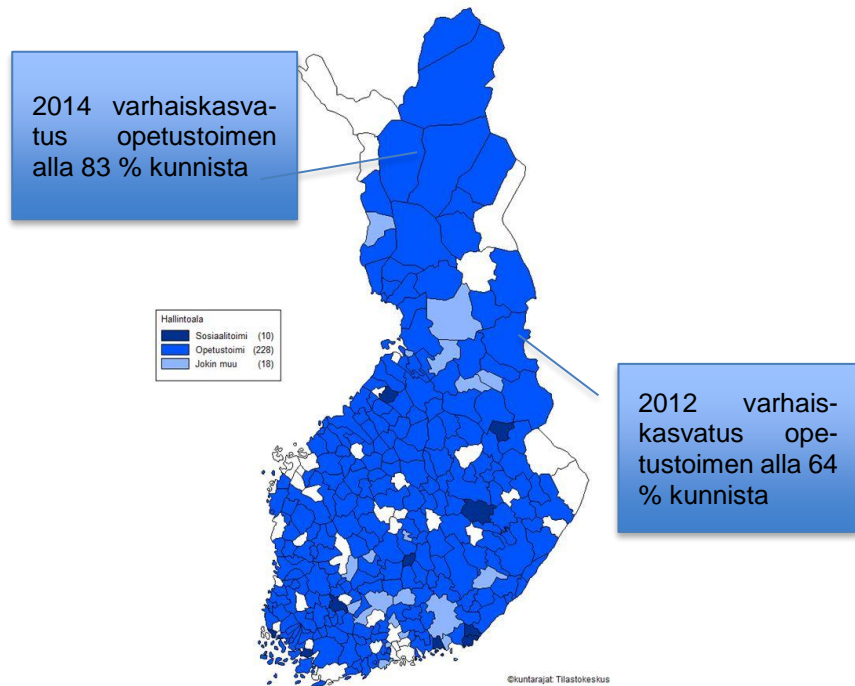 2014 varhaiskasva-
tus opetustoimen
alla 83 % kunnista
Hallintoala
Sosiaalitoimi (10)
Opetustoimi (228)
Jokin muu (18)
2012 varhais-
kasvatus ope-
tustoimen alla 64
% kunnista
©kuntarajat: Tilastokeskus